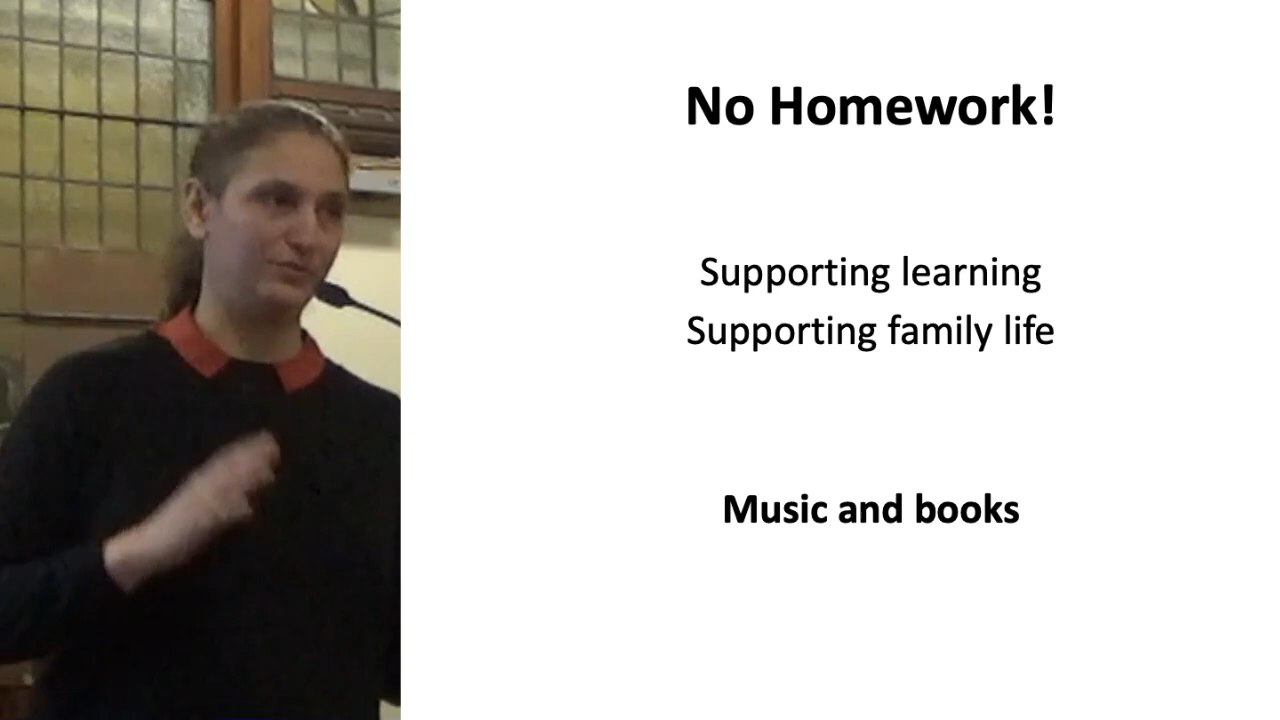 No Homework!
Supporting learning
Supporting family life
Music and books